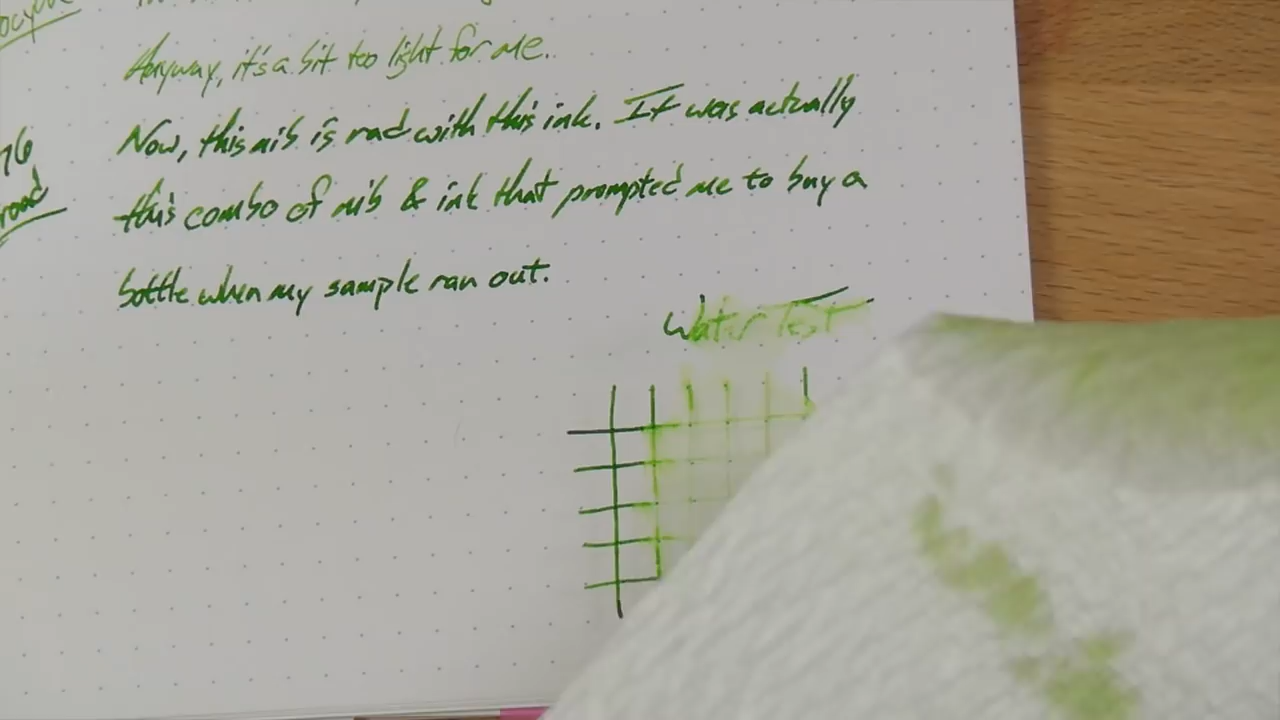 Anyway, it's a bit too light for me.
Now, this nib is rad with this ink. It was actually
this combo of nib & ink that prompted me to buy a
bottle when my sample ran out.
Water Test